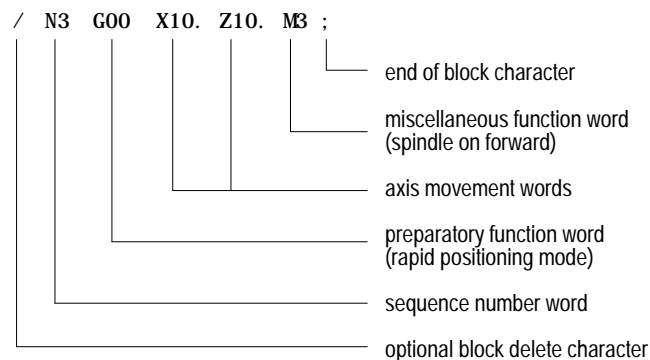 / N3 G00 X10. Z10. M3 ;
end of block character
miscellaneous function word
(spindle on forward)
axis movement words
preparatory function word
(rapid positioning mode)
sequence number word
optional block delete character